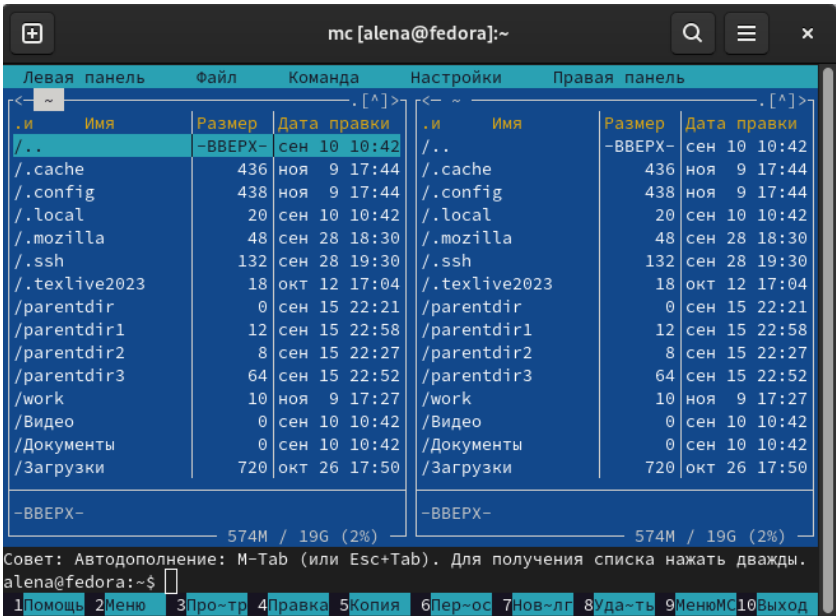 mc [alena@fedora]:~
Левая панель Файл Команда Настройки Правая панель
<— ~ .[^]> <— ~ .[^]>
.и Имя Размер Дата правки .и Имя Размер Дата правки
/.. -ВВЕРХ- сен 10 10:42 /.. -ВВЕРХ- сен 10 10:42
/.cache 436 ноя 9 17:44 /.cache 436 ноя 9 17:44
/.config 438 ноя 9 17:44 /.config 438 ноя 9 17:44
/.local 20 сен 10 10:42 /.local 20 сен 10 10:42
/.mozilla 48 сен 28 18:30 /.mozilla 48 сен 28 18:30
/.ssh 132 сен 28 19:30 /.ssh 132 сен 28 19:30
/.texlive2023 18 окт 12 17:04 /.texlive2023 18 окт 12 17:04
/parentdir 0 сен 15 22:21 /parentdir 0 сен 15 22:21
/parentdir1 12 сен 15 22:58 /parentdir1 12 сен 15 22:58
/parentdir2 8 сен 15 22:27 /parentdir2 8 сен 15 22:27
/parentdir3 64 сен 15 22:52 /parentdir3 64 сен 15 22:52
/work 10 ноя 9 17:27 /work 10 ноя 9 17:27
/Видео 0 сен 10 10:42 /Видео 0 сен 10 10:42
/Документы 0 сен 10 10:42 /Документы 0 сен 10 10:42
/Загрузки 720 окт 26 17:50 /Загрузки 720 окт 26 17:50
-ВВЕРХ- -ВВЕРХ-
574M / 19G (2%) 574M / 19G (2%)
Совет: Автодополнение: M-Tab (или Esc+Tab). Для получения списка нажать дважды.
alena@fedora:~$
1Помощь 2Меню 3Про~тр 4Правка 5Копия 6Пер~ос 7Нов~лг 8Уда~ть 9МенюMC 10Выход